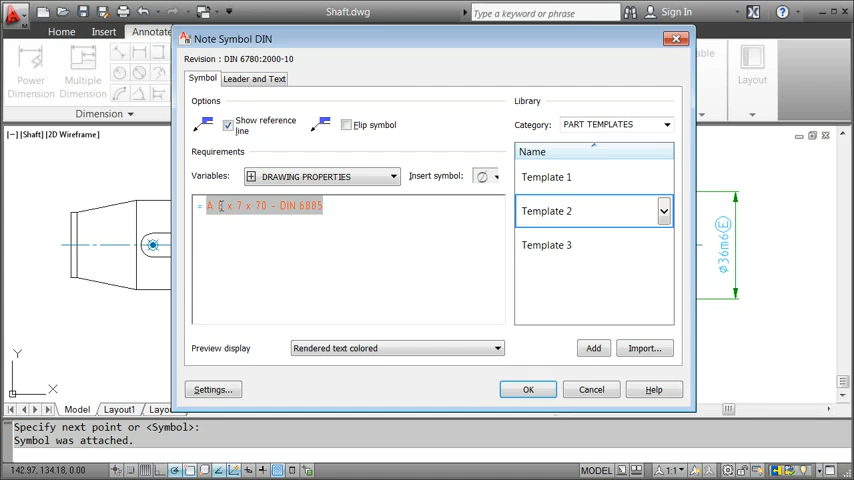 Shaft.dwg
Type a keyword or phrase
Sign In
Home
Insert
Annotate
Power
Dimension
Multiple
Dimension
Layout
Dimension
[−] [Shaft] [2D Wireframe]
Note Symbol DIN
Revision : DIN 6780:2000-10
Symbol
Leader and Text
Options
Show reference
line
Flip symbol
Requirements
Variables:
DRAWING PROPERTIES
Insert symbol:
Library
Category:
PART TEMPLATES
Name
Template 1
Template 2
Template 3
x 7 x 70 - DIN 6885
Preview display
Rendered text colored
Add
Import...
Settings...
OK
Cancel
Help
⌀36m6Ⓔ
Y
X
Model
Layout1
Specify next point or <Symbol>:
Symbol was attached.
142.97, 134.18, 0.00
MODEL
1:1